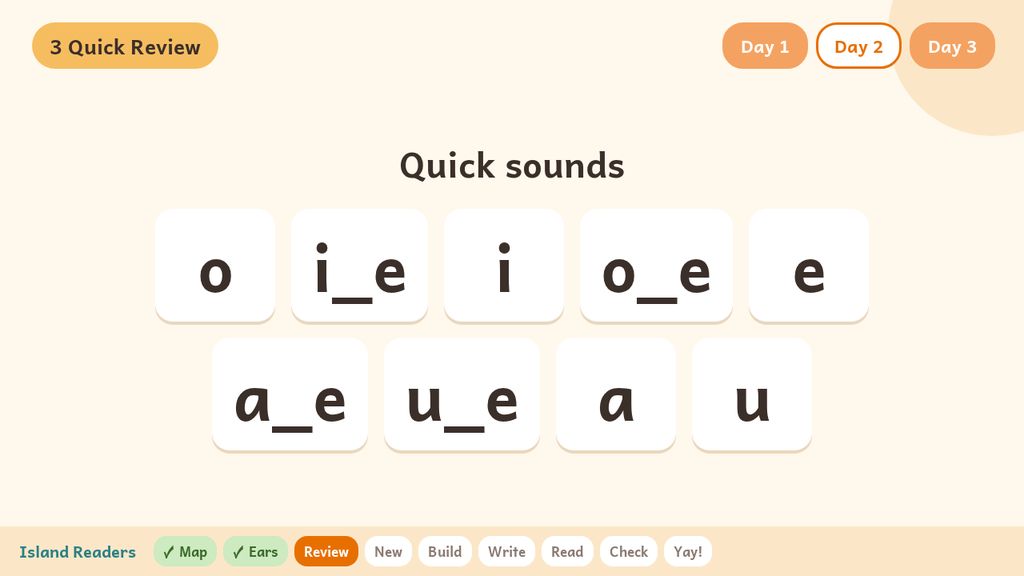 3 Quick Review
Day 1 Day 2 Day 3
Quick sounds
o i_e i o_e e
a_e u_e a u
Island Readers ✓ Map ✓ Ears Review New Build Write Read Check Yay!